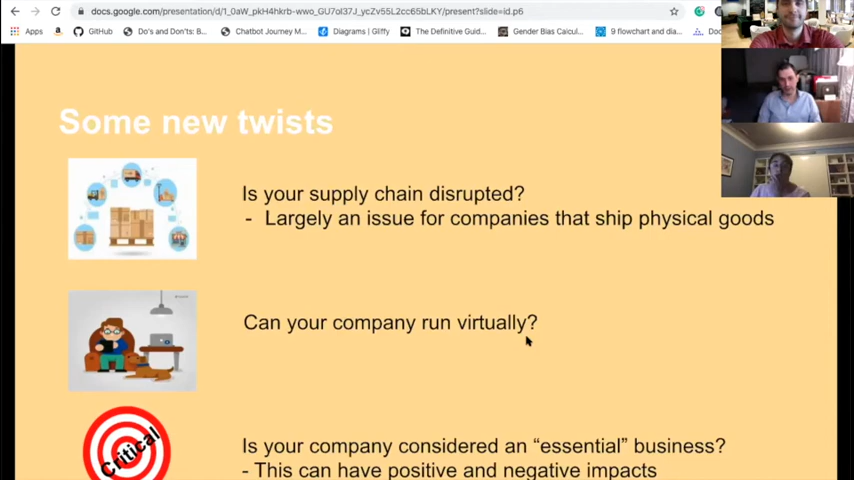 docs.google.com/presentation/d/1_0aW_pkH4hkrb-wwo_GU7ol37J_ycZv55L2cc65bLKY/present?slide=id.p6
Apps
GitHub
Do's and Don'ts: B...
Chatbot Journey M...
Diagrams | Gliffy
The Definitive Guid...
Gender Bias Calcul...
9 flowchart and dia...
Some new twists
Is your supply chain disrupted?
- Largely an issue for companies that ship physical goods
Can your company run virtually?
Critical
Is your company considered an “essential” business?
- This can have positive and negative impacts